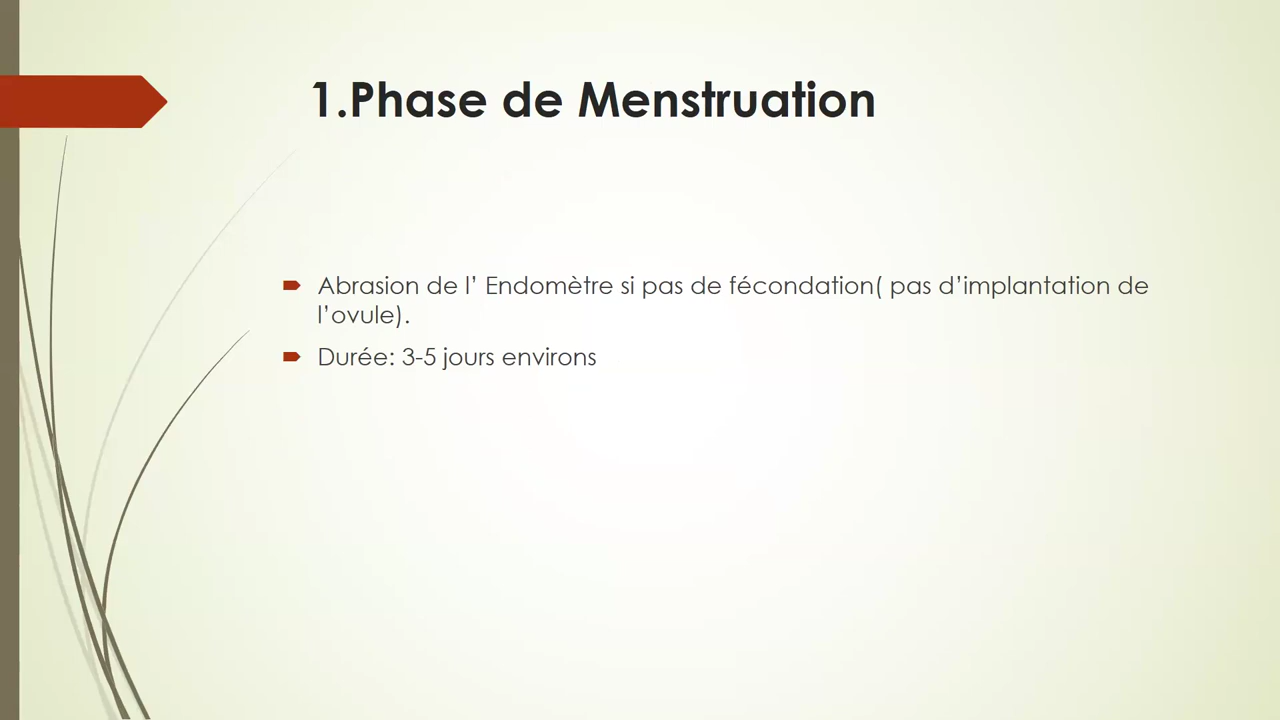 1.Phase de Menstruation
Abrasion de l’ Endomètre si pas de fécondation( pas d’implantation de
l’ovule).
Durée: 3-5 jours environs